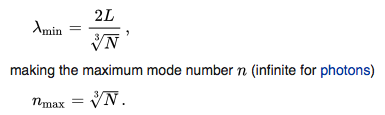 λmin = 2L / ∛N ,
making the maximum mode number n (infinite for photons)
nmax = ∛N .